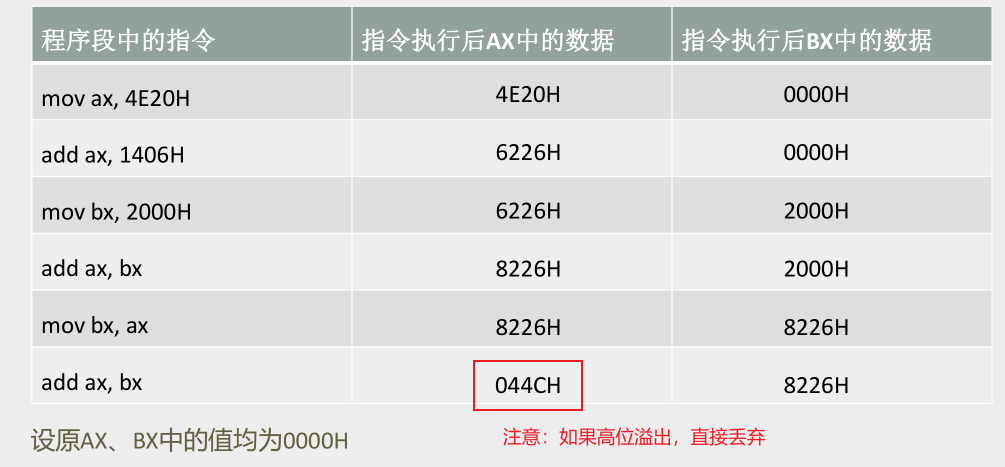 程序段中的指令 指令执行后AX中的数据 指令执行后BX中的数据
mov ax, 4E20H 4E20H 0000H
add ax, 1406H 6226H 0000H
mov bx, 2000H 6226H 2000H
add ax, bx 8226H 2000H
mov bx, ax 8226H 8226H
add ax, bx 044CH 8226H
设原AX、BX中的值均为0000H 注意：如果高位溢出，直接丢弃